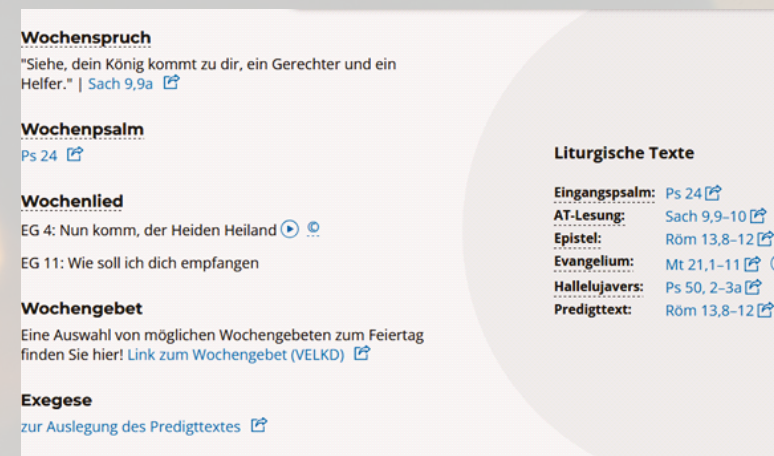 Wochenspruch
"Siehe, dein König kommt zu dir, ein Gerechter und ein
Helfer." | Sach 9,9a
Wochenpsalm
Ps 24
Wochenlied
EG 4: Nun komm, der Heiden Heiland ©
EG 11: Wie soll ich dich empfangen
Wochengebet
Eine Auswahl von möglichen Wochengebeten zum Feiertag
finden Sie hier! Link zum Wochengebet (VELKD)
Exegese
zur Auslegung des Predigttextes
Liturgische Texte
Eingangspsalm: Ps 24
AT-Lesung: Sach 9,9–10
Epistel: Röm 13,8–12
Evangelium: Mt 21,1–11
Hallelujavers: Ps 50, 2–3a
Predigttext: Röm 13,8–12